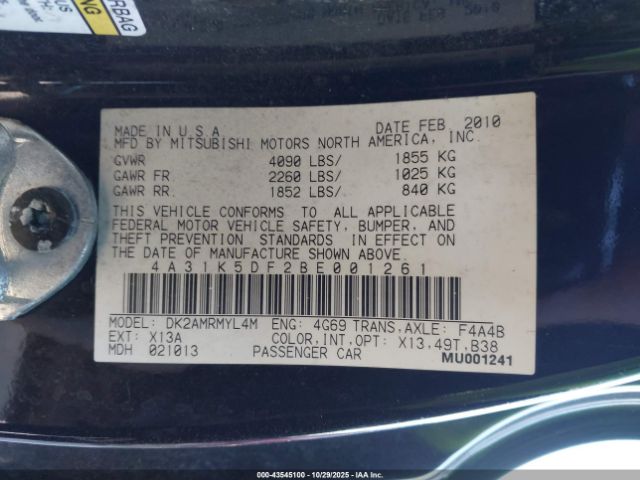 AIRBAG
MADE IN U.S.A. DATE FEB 2010
MFD BY MITSUBISHI MOTORS NORTH AMERICA, INC.
GVWR 4090 LBS/ 1855 KG
GAWR FR 2260 LBS/ 1025 KG
GAWR RR. 1852 LBS/ 840 KG
THIS VEHICLE CONFORMS TO ALL APPLICABLE
FEDERAL MOTOR VEHICLE SAFETY, BUMPER, AND
THEFT PREVENTION STANDARDS IN EFFECT ON
THE DATE OF MANUFACTURE SHOWN ABOVE.
4A31K5DF2BE001261
MODEL: DK2AMRMYL4M ENG: 4G69 TRANS,AXLE: F4A4B
EXT: X13A COLOR,INT,OPT: X13,49T,B38
MDH 021013 PASSENGER CAR MU001241
000-43545100 10/29/2025 IAA, Inc. Copyright IAA